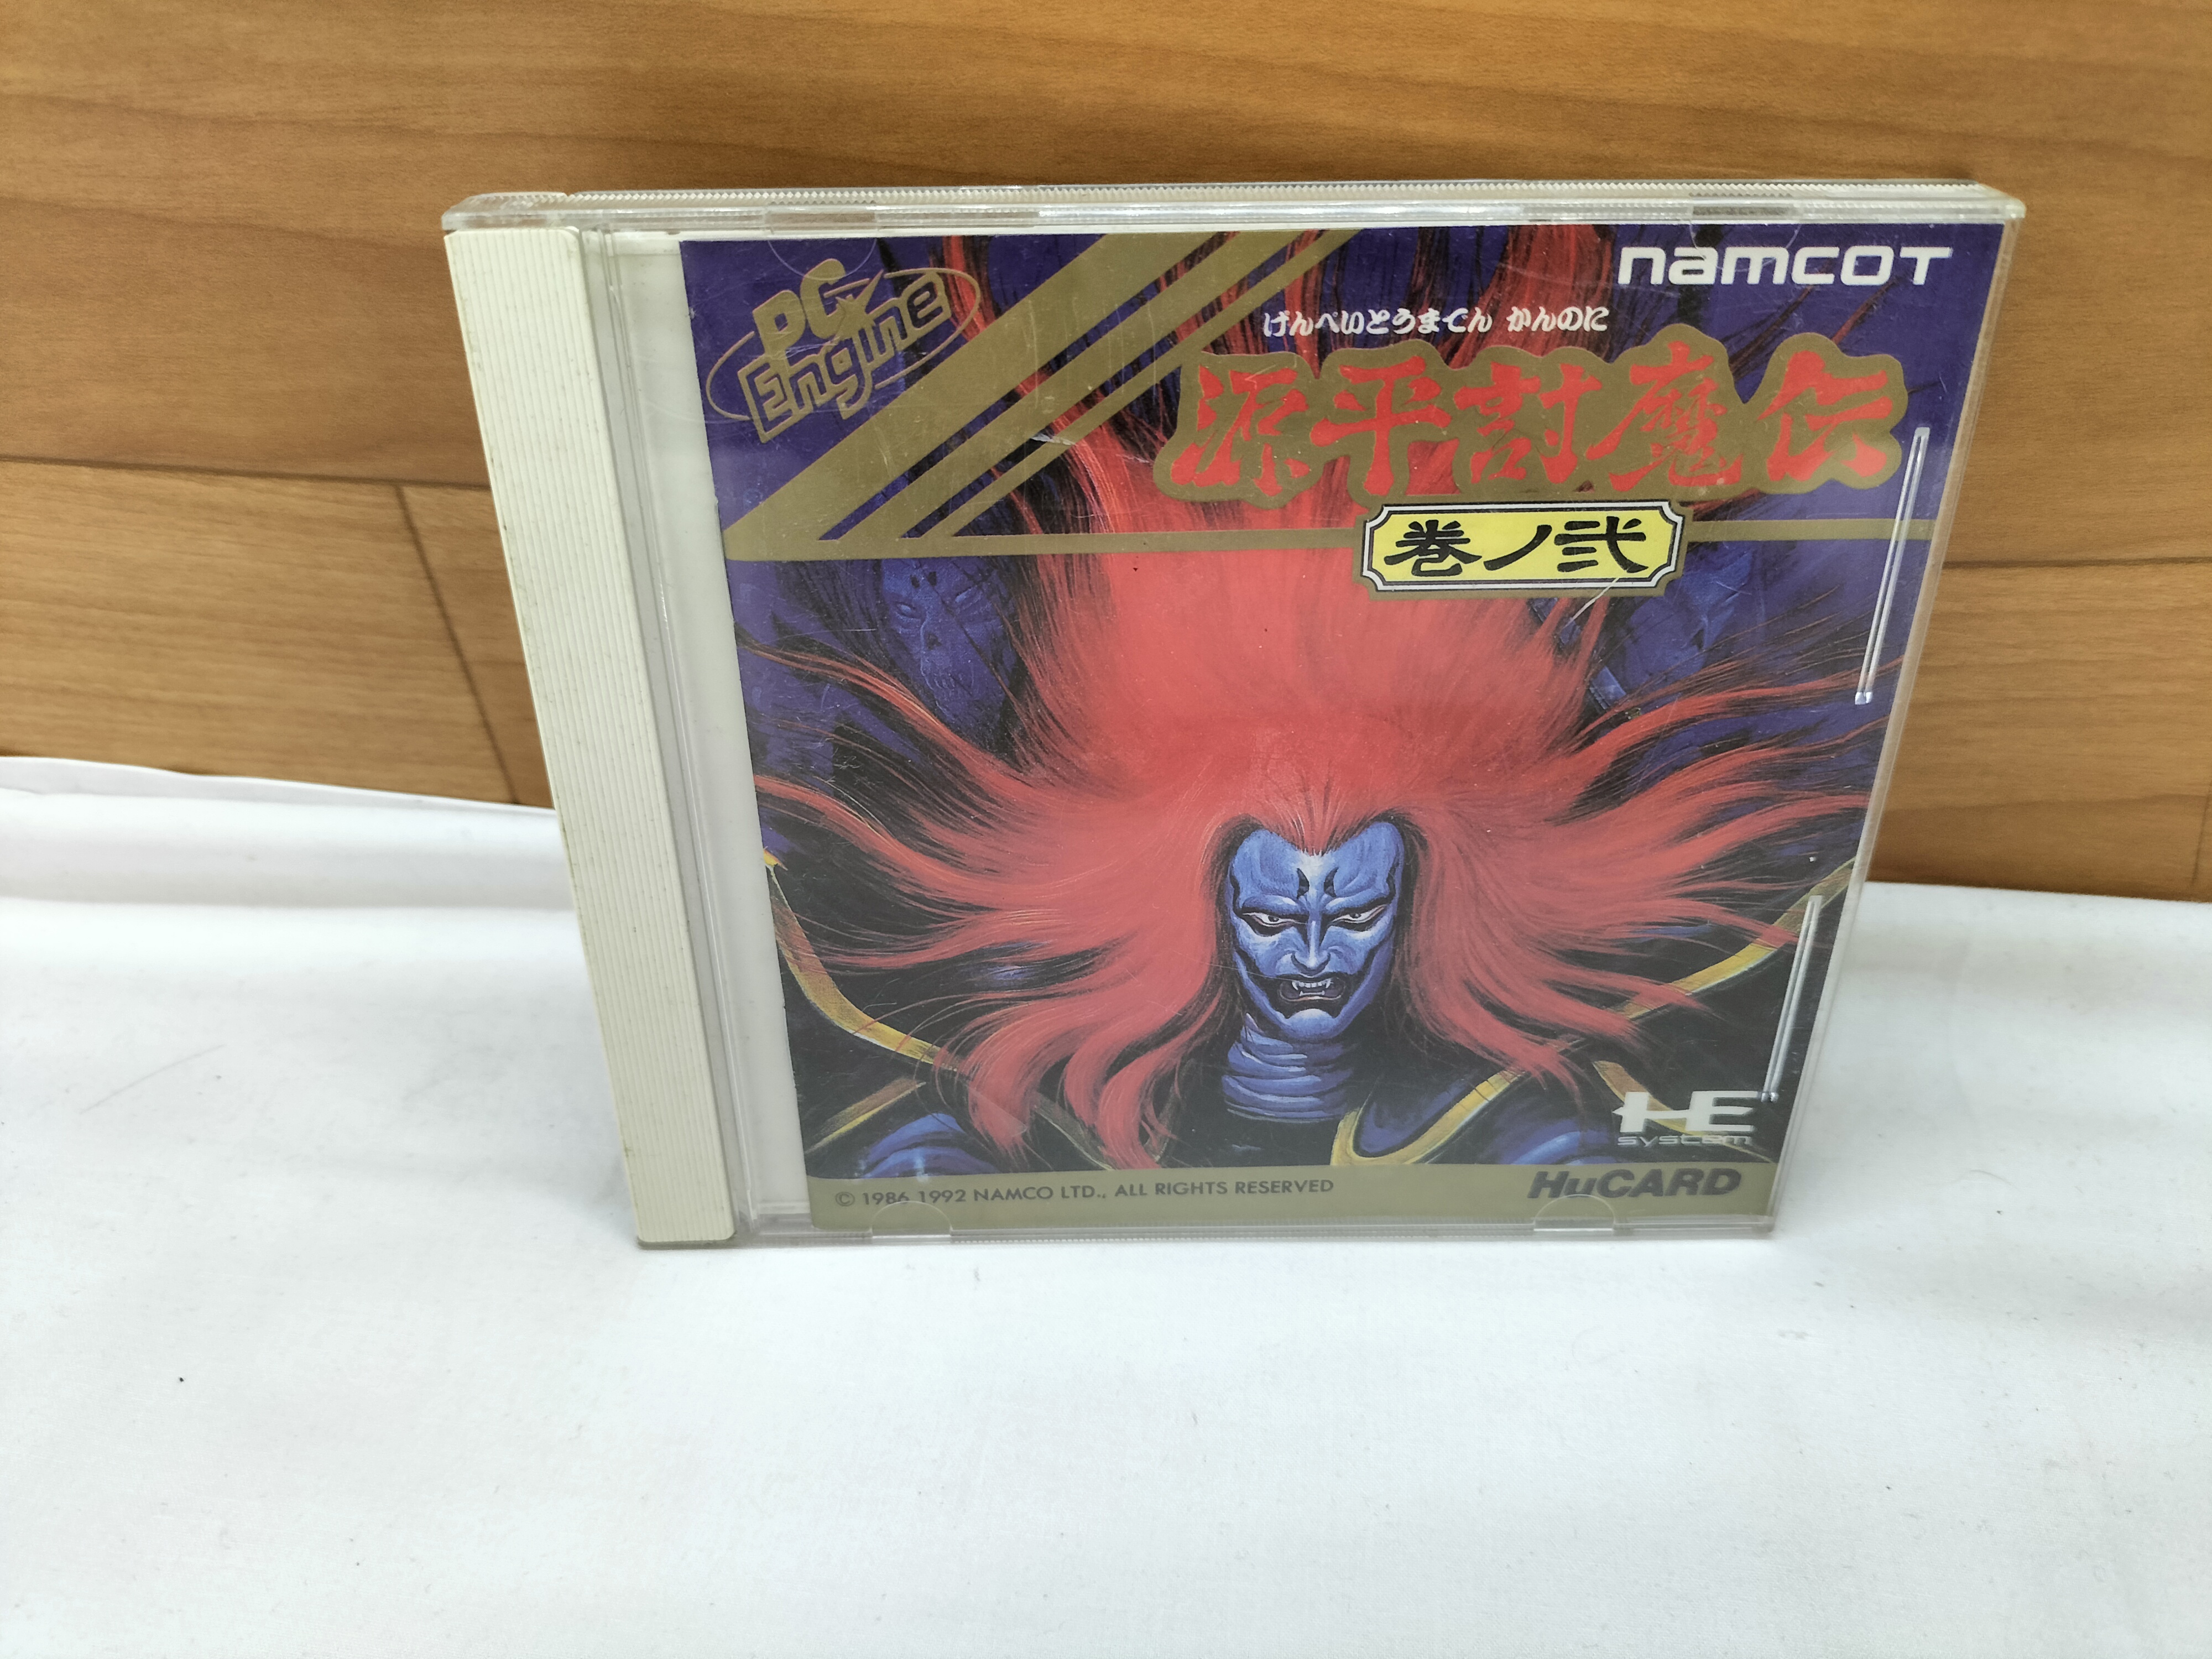 PC Engine
namcot
げんぺいとうまでん かんのに
源平討魔伝
巻ノ弐
HE
system
© 1986 1992 NAMCO LTD., ALL RIGHTS RESERVED
HuCARD